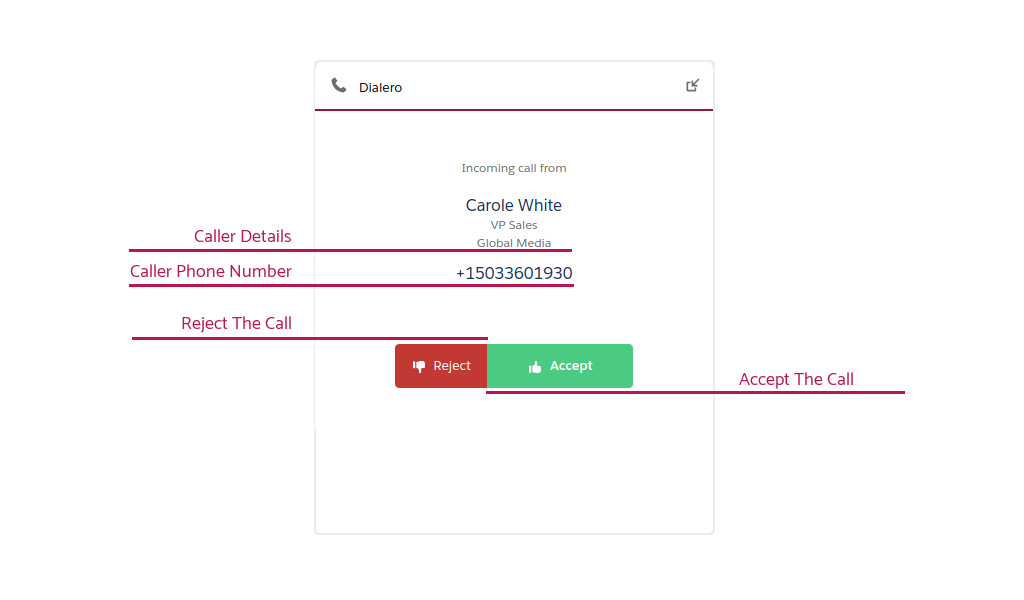 Dialero
Incoming call from
Carole White
VP Sales
Caller Details
Global Media
Caller Phone Number
+15033601930
Reject The Call
Reject
Accept
Accept The Call